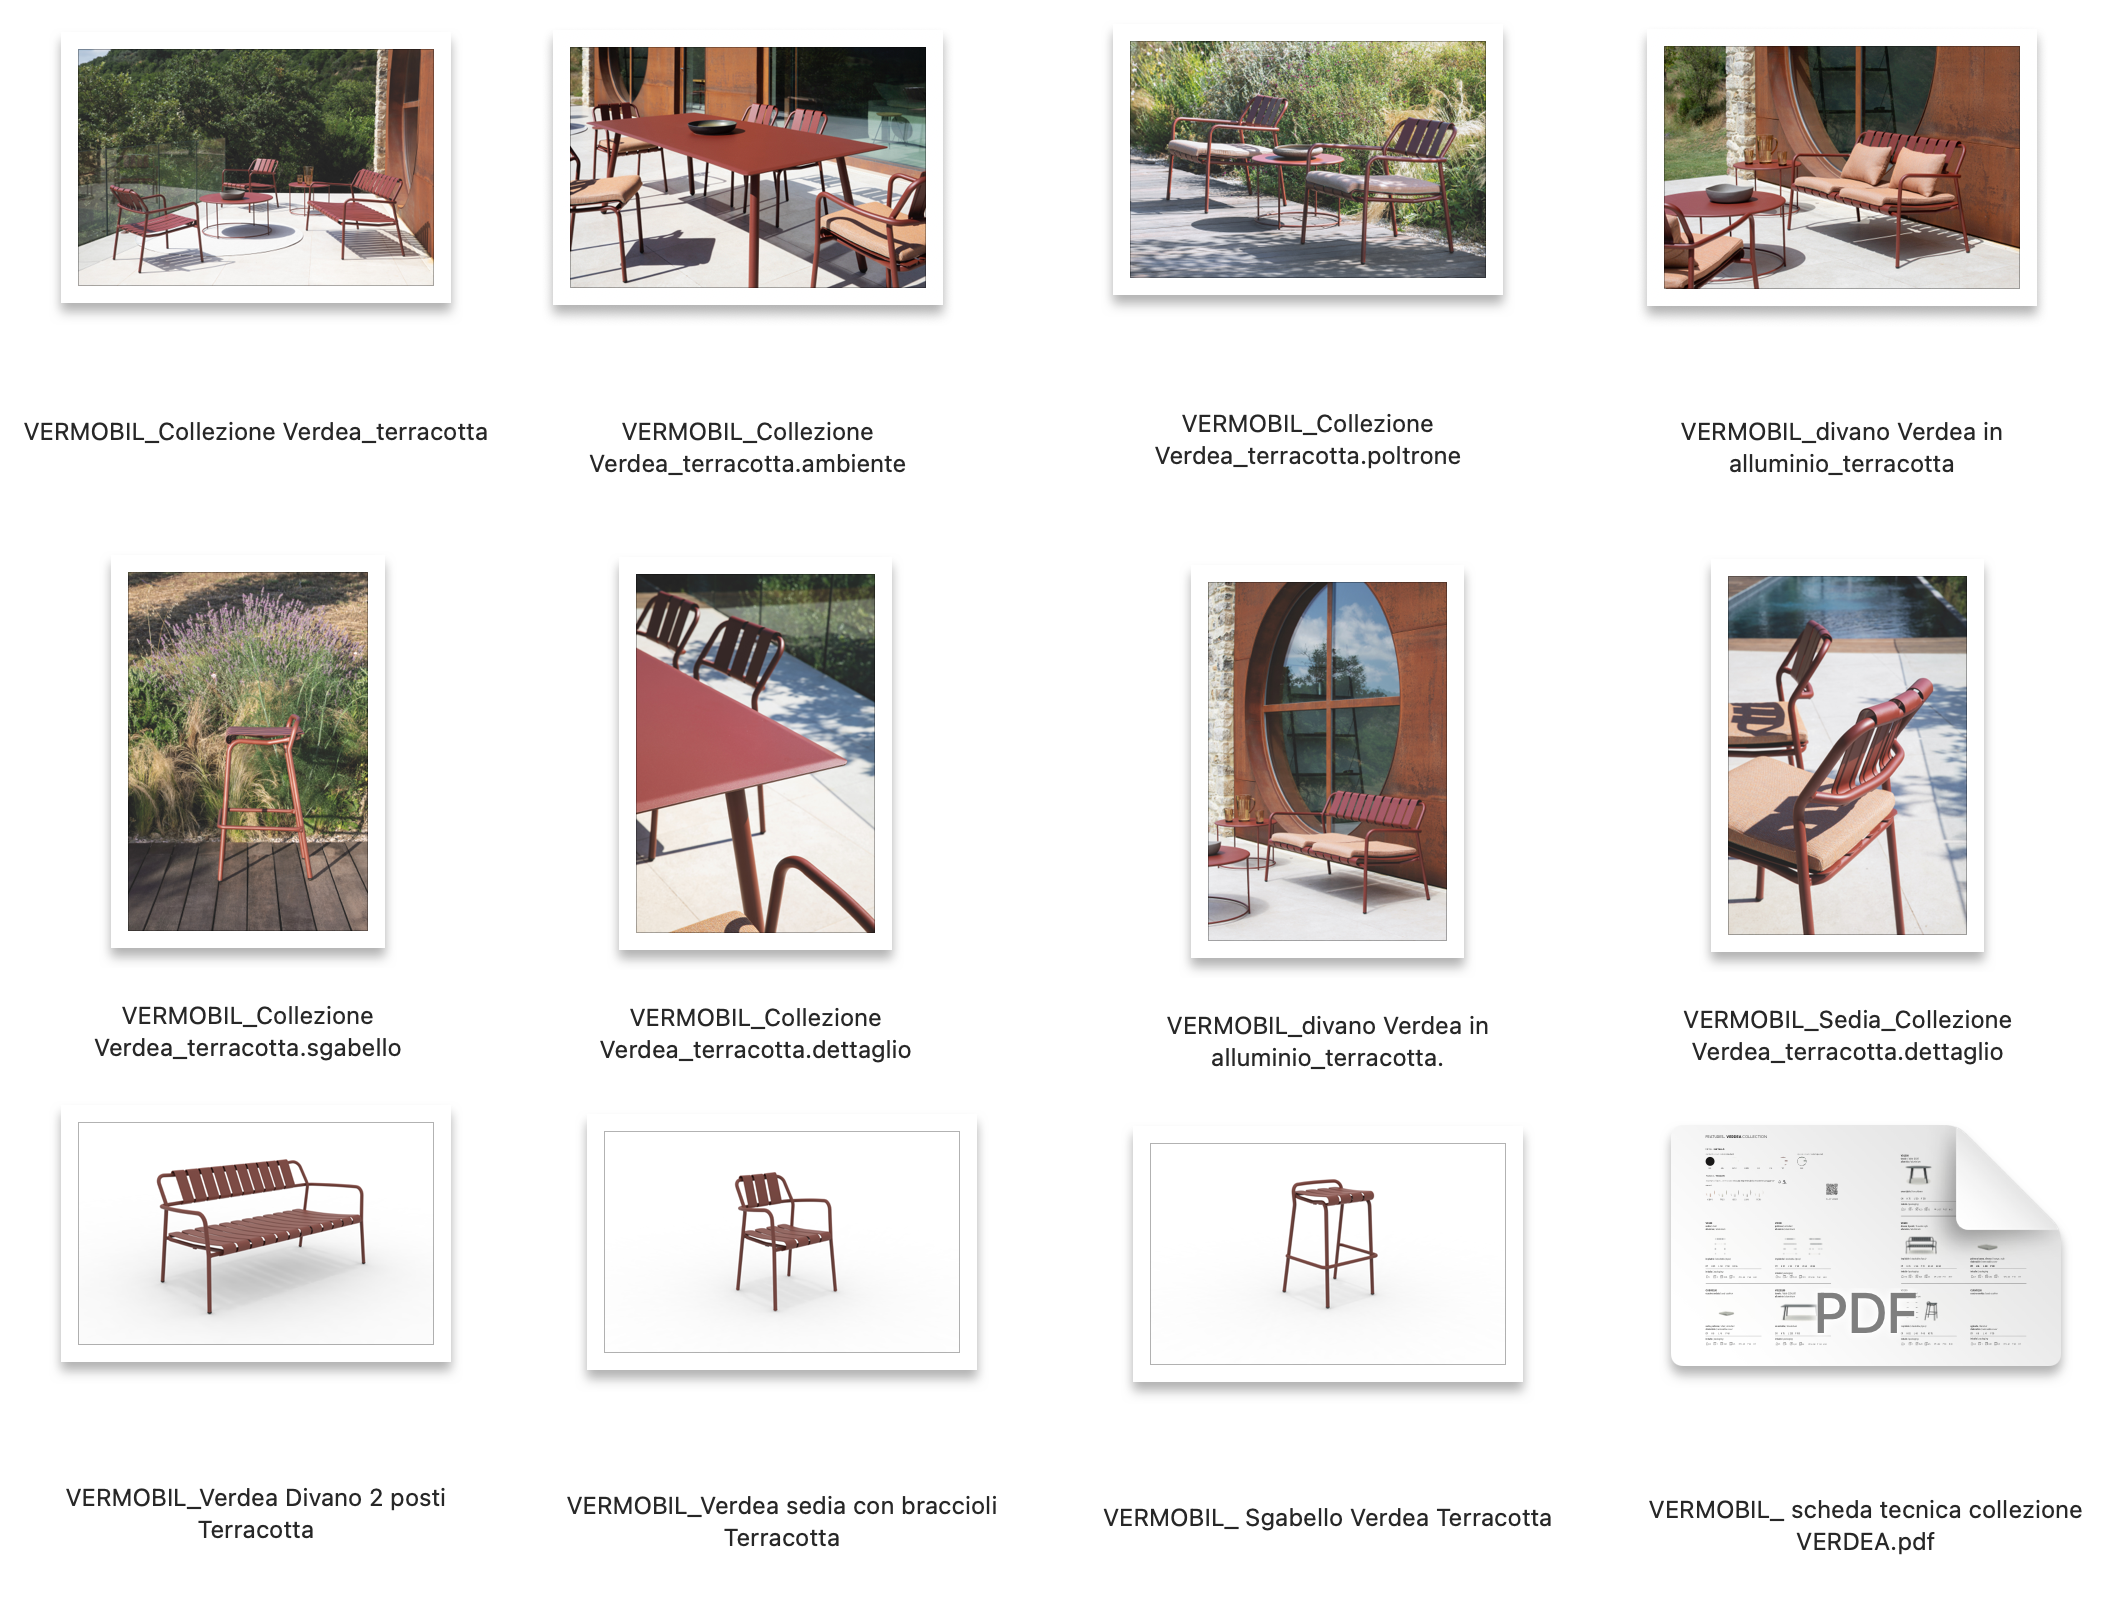 VERMOBIL_Collezione Verdea_terracotta
VERMOBIL_Collezione
Verdea_terracotta.ambiente
VERMOBIL_Collezione
Verdea_terracotta.poltrone
VERMOBIL_divano Verdea in
alluminio_terracotta
VERMOBIL_Collezione
Verdea_terracotta.sgabello
VERMOBIL_Collezione
Verdea_terracotta.dettaglio
VERMOBIL_divano Verdea in
alluminio_terracotta.
VERMOBIL_Sedia_Collezione
Verdea_terracotta.dettaglio
VERMOBIL_Verdea Divano 2 posti
Terracotta
VERMOBIL_Verdea sedia con braccioli
Terracotta
VERMOBIL_ Sgabello Verdea Terracotta
PDF
VERMOBIL_ scheda tecnica collezione
VERDEA.pdf